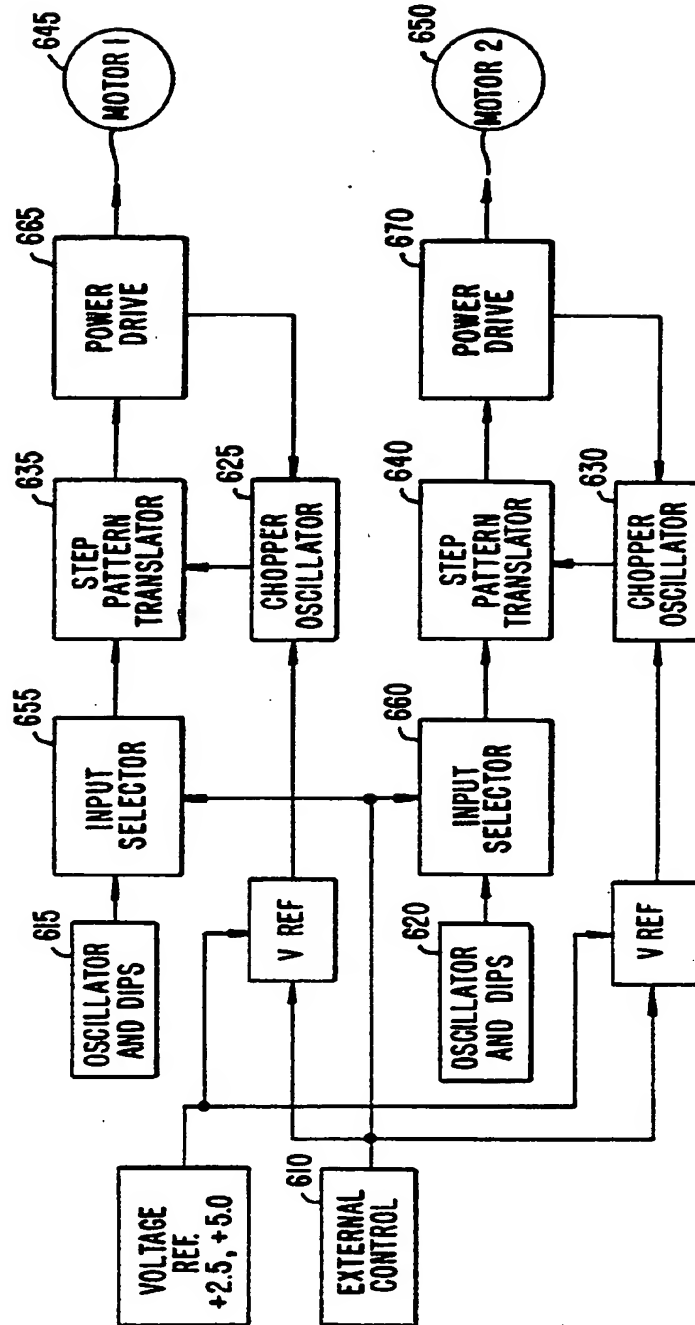 VOLTAGE
REF.
+2.5, +5.0
EXTERNAL
CONTROL
610
OSCILLATOR
AND DIPS
615
V REF
INPUT
SELECTOR
655
STEP
PATTERN
TRANSLATOR
635
CHOPPER
OSCILLATOR
625
POWER
DRIVE
665
MOTOR 1
645
OSCILLATOR
AND DIPS
620
V REF
INPUT
SELECTOR
660
STEP
PATTERN
TRANSLATOR
640
CHOPPER
OSCILLATOR
630
POWER
DRIVE
670
MOTOR 2
650